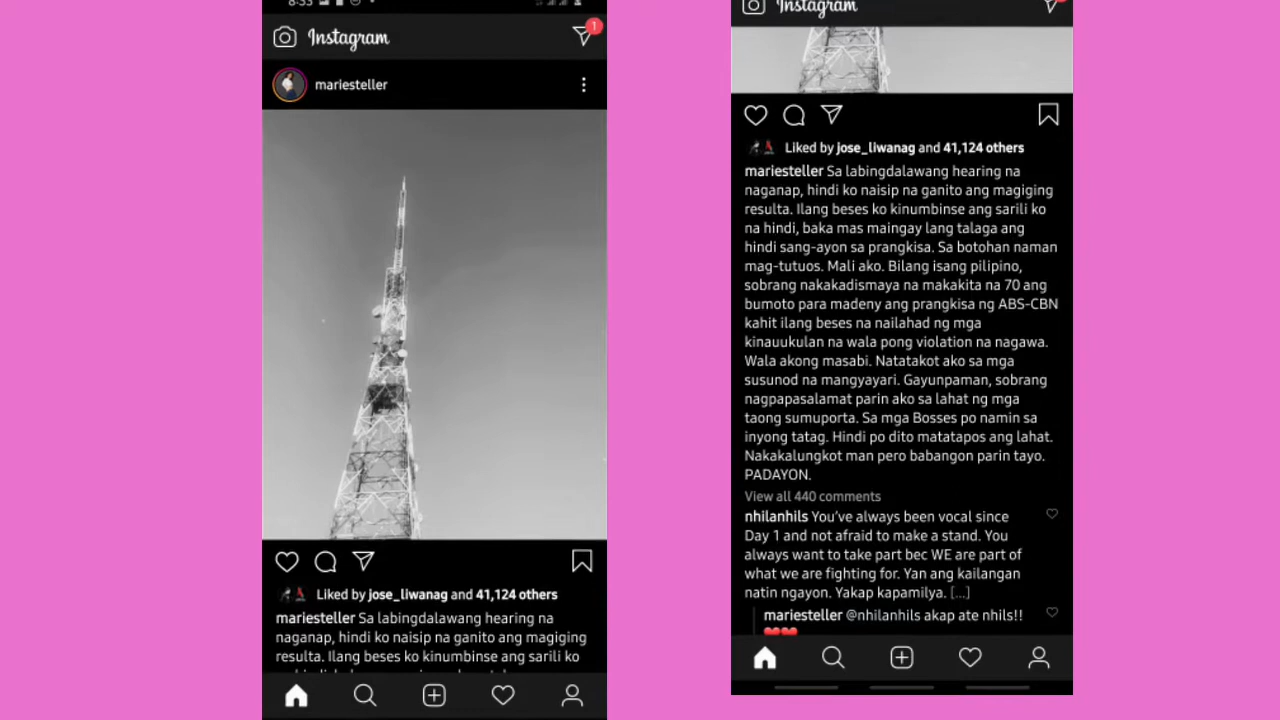 8:33
Instagram
1
mariesteller
Liked by jose_liwanag and 41,124 others
mariesteller Sa labingdalawang hearing na
naganap, hindi ko naisip na ganito ang magiging
resulta. Ilang beses ko kinumbinse ang sarili ko
Instagram
Liked by jose_liwanag and 41,124 others
mariesteller Sa labingdalawang hearing na
naganap, hindi ko naisip na ganito ang magiging
resulta. Ilang beses ko kinumbinse ang sarili ko
na hindi, baka mas maingay lang talaga ang
hindi sang-ayon sa prangkisa. Sa botohan naman
mag-tutuos. Mali ako. Bilang isang pilipino,
sobrang nakakadismaya na makakita na 70 ang
bumoto para madeny ang prangkisa ng ABS-CBN
kahit ilang beses na nailahad ng mga
kinauukulan na wala pong violation na nagawa.
Wala akong masabi. Natatakot ako sa mga
susunod na mangyayari. Gayunpaman, sobrang
nagpapasalamat parin ako sa lahat ng mga
taong sumuporta. Sa mga Bosses po namin sa
inyong tatag. Hindi po dito matatapos ang lahat.
Nakakalungkot man pero babangon parin tayo.
PADAYON.
View all 440 comments
nhilanhils You've always been vocal since
Day 1 and not afraid to make a stand. You
always want to take part bec WE are part of
what we are fighting for. Yan ang kailangan
natin ngayon. Yakap kapamilya. [...]
mariesteller @nhilanhils akap ate nhils!!